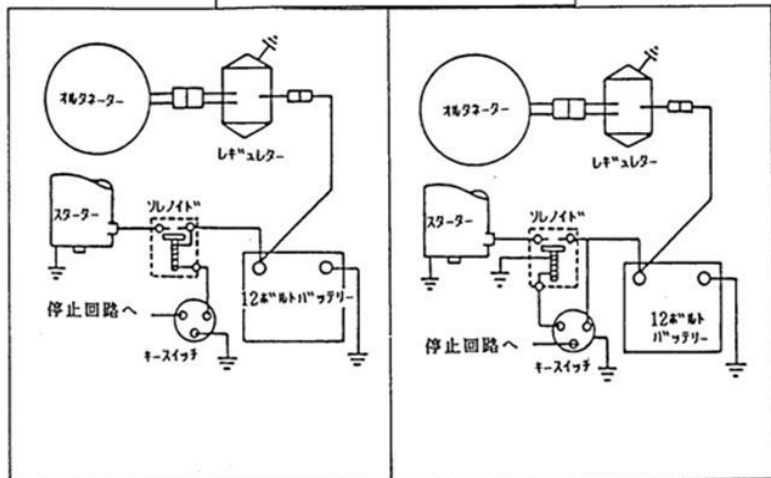 オルタネーター
レギュレター
スターター
ソレノイド
12ボルトバッテリー
停止回路へ
キースイッチ
オルタネーター
レギュレター
スターター
ソレノイド
12ボルト
バッテリー
停止回路へ
キースイッチ